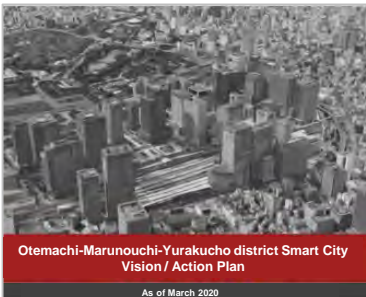 Otemachi-Marunouchi-Yurakucho district Smart City
Vision / Action Plan
As of March 2020